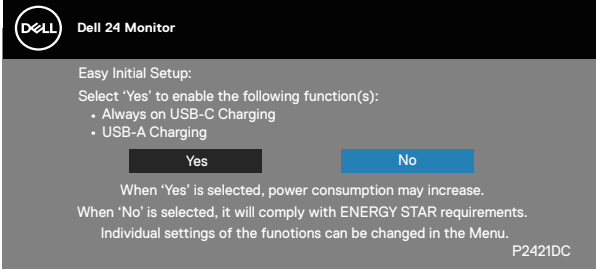 DELL
Dell 24 Monitor
Easy Initial Setup:
Select ‘Yes’ to enable the following function(s):
• Always on USB-C Charging
• USB-A Charging
Yes No
When ‘Yes’ is selected, power consumption may increase.
When ‘No’ is selected, it will comply with ENERGY STAR requirements.
Individual settings of the funotions can be changed in the Menu.
P2421DC